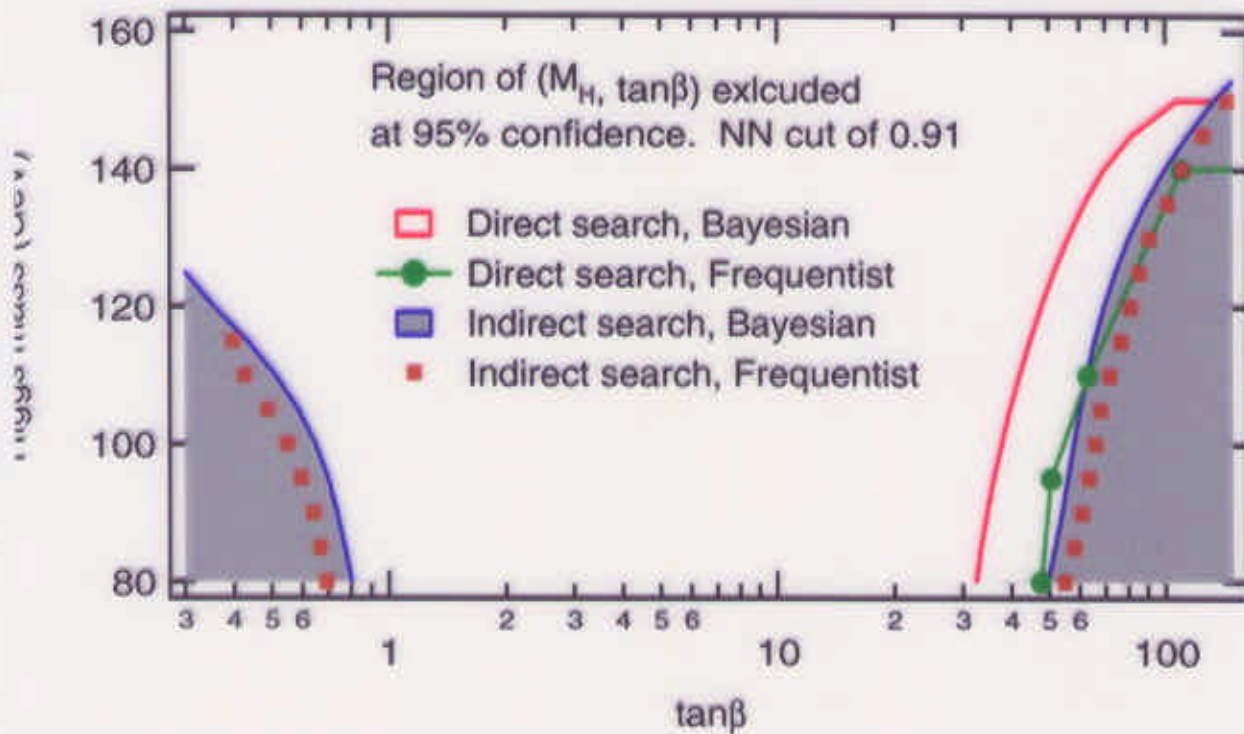 160
140
120
100
80
Region of (MH, tanβ) exlcuded
at 95% confidence. NN cut of 0.91
Direct search, Bayesian
Direct search, Frequentist
Indirect search, Bayesian
Indirect search, Frequentist
3 4 5 6 2 3 4 5 6 2 3 4 5 6
1 10 100
tanβ